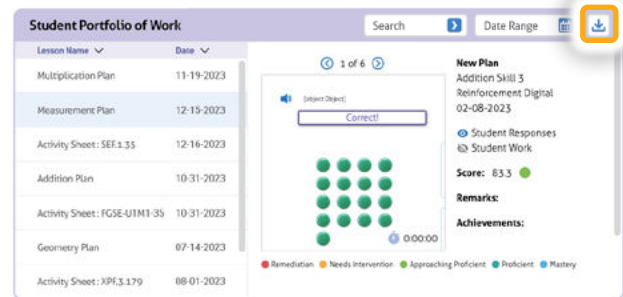 Student Portfolio of Work
Search
Date Range
Lesson Name
Date
Multiplication Plan 11-19-2023
Measurement Plan 12-15-2023
Activity Sheet: SEF.1.35 12-16-2023
Addition Plan 10-31-2023
Activity Sheet: FGSE-U1M1-35 10-31-2023
Geometry Plan 07-14-2023
Activity Sheet: XPF.3.179 08-01-2023
1 of 6
[object Object]
Correct!
0:00:00
New Plan
Addition Skill 3
Reinforcement Digital
02-08-2023
Student Responses
Student Work
Score: 83.3
Remarks:
Achievements:
Remediation Needs Intervention Approaching Proficient Proficient Mastery